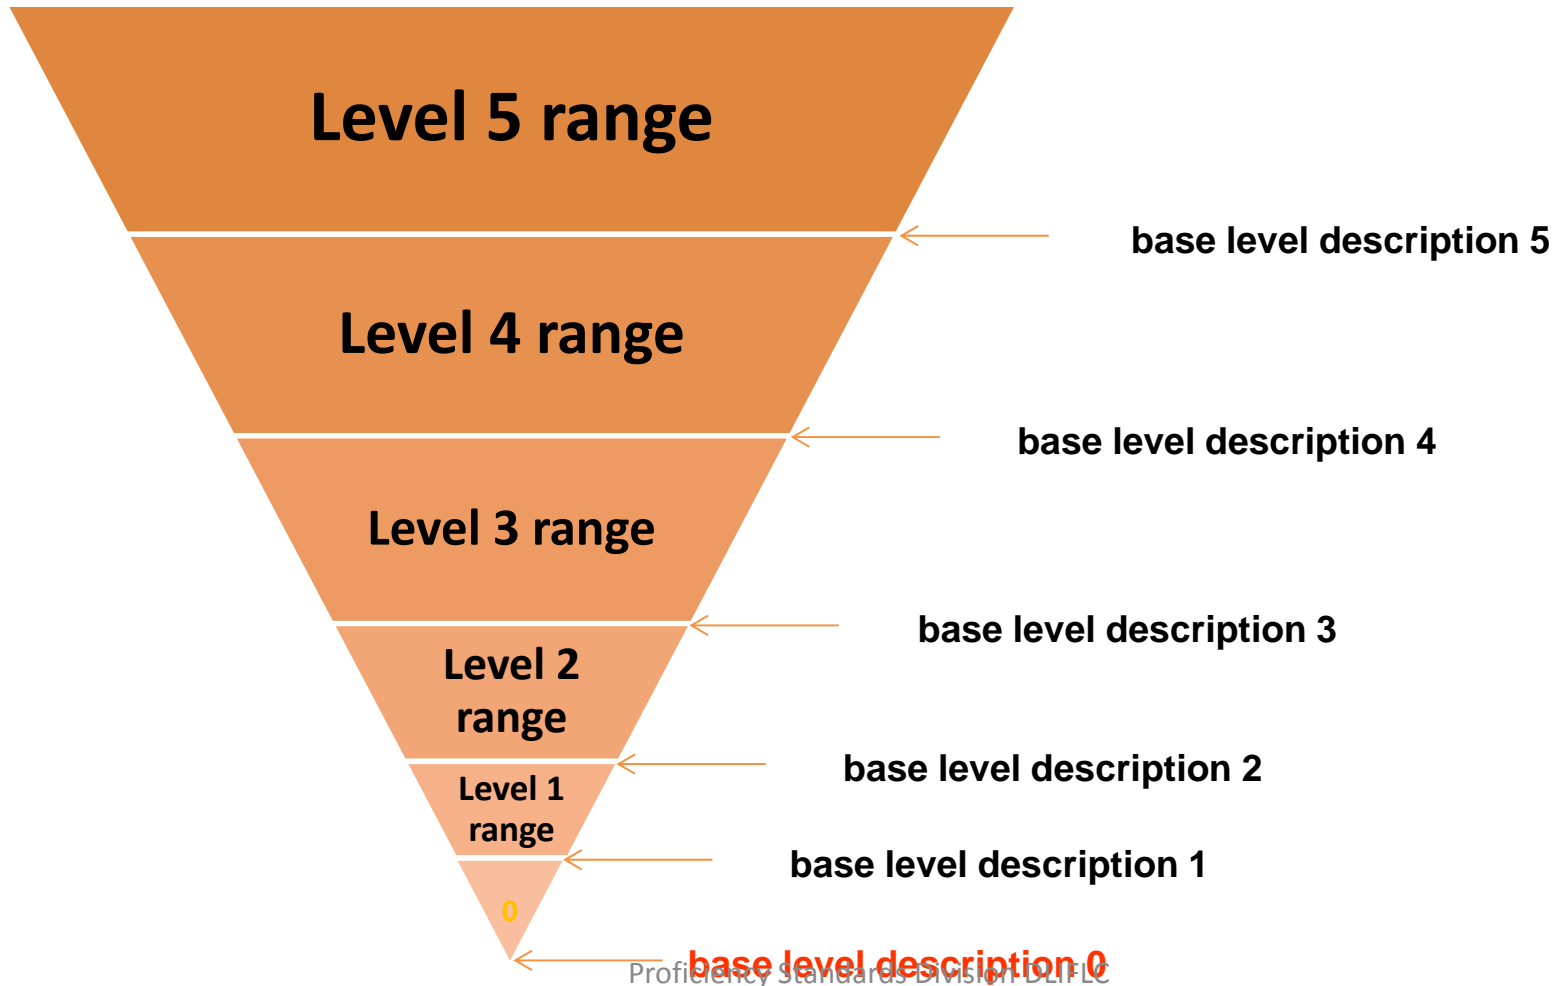 Level 5 range
base level description 5
Level 4 range
base level description 4
Level 3 range
base level description 3
Level 2
range
base level description 2
Level 1
range
base level description 1
0
base level description 0
Proficiency Standards Division DLIFLC